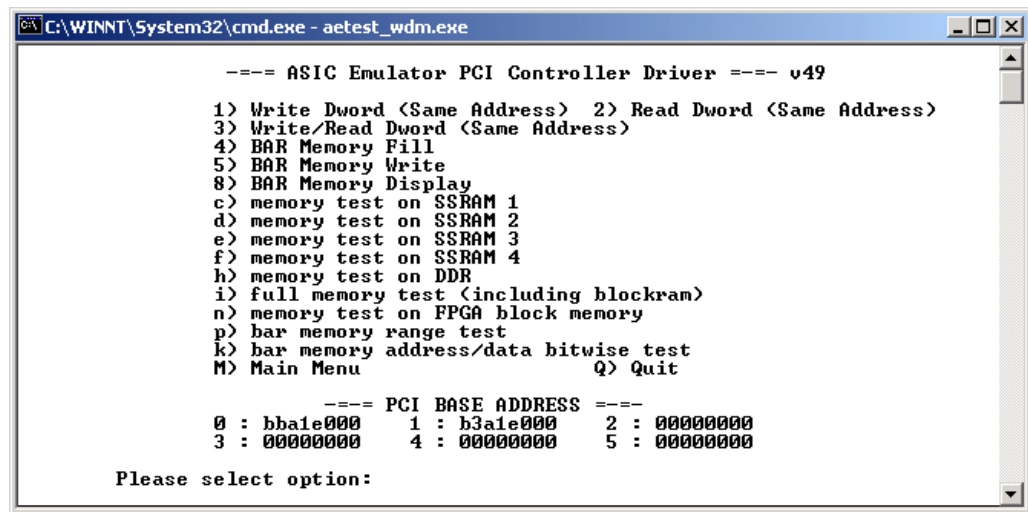 C:\WINNT\System32\cmd.exe - aetest_wdm.exe
-=-= ASIC Emulator PCI Controller Driver =-=- v49
1) Write Dword (Same Address) 2) Read Dword (Same Address)
3) Write/Read Dword (Same Address)
4) BAR Memory Fill
5) BAR Memory Write
8) BAR Memory Display
c) memory test on SSRAM 1
d) memory test on SSRAM 2
e) memory test on SSRAM 3
f) memory test on SSRAM 4
h) memory test on DDR
i) full memory test (including blockram)
n) memory test on FPGA block memory
p) bar memory range test
k) bar memory address/data bitwise test
M) Main Menu Q) Quit
-=-= PCI BASE ADDRESS =-=-
0 : bba1e000 1 : b3a1e000 2 : 00000000
3 : 00000000 4 : 00000000 5 : 00000000
Please select option: